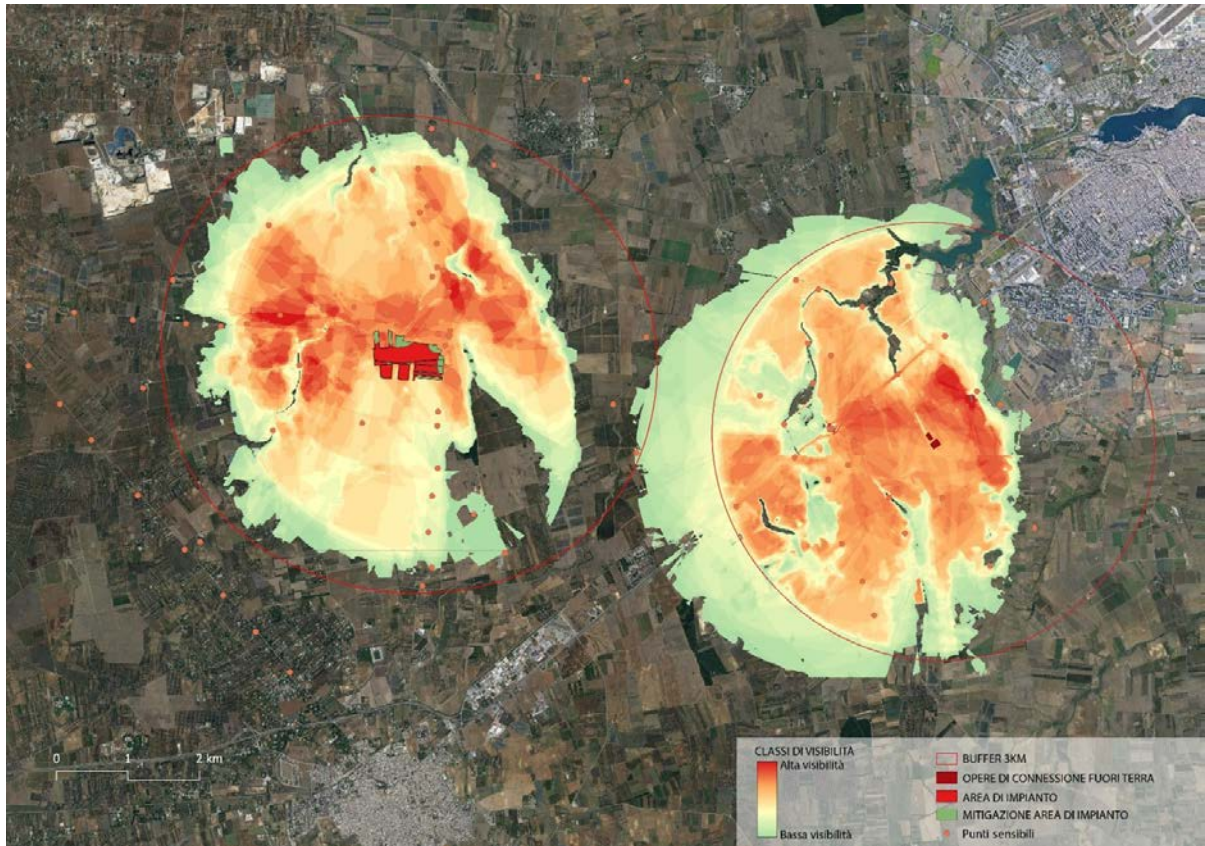 0 1 2 km
CLASSI DI VISIBILITÀ
Alta visibilità
Bassa visibilità
BUFFER 3KM
OPERE DI CONNESSIONE FUORI TERRA
AREA DI IMPIANTO
MITIGAZIONE AREA DI IMPIANTO
Punti sensibili